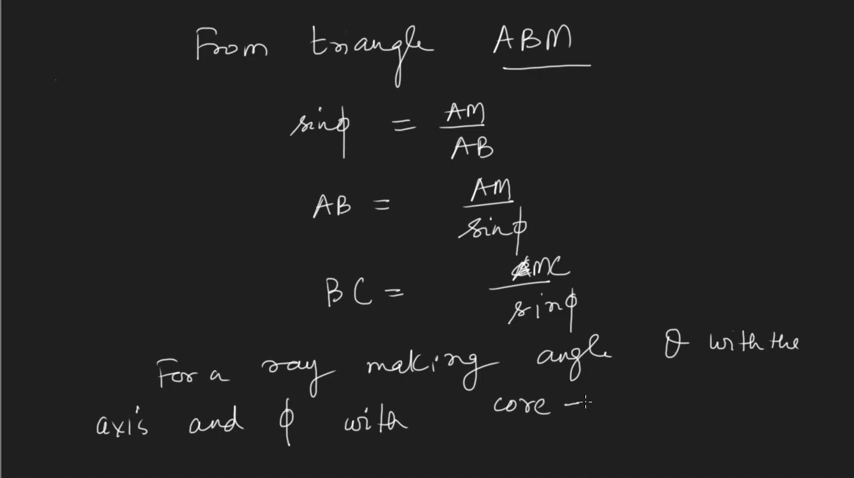 From triangle ABM
sinϕ = AM/AB
AB = AM/sinϕ
BC = MC/sinϕ
For a ray making angle θ with the
axis and ϕ with core -